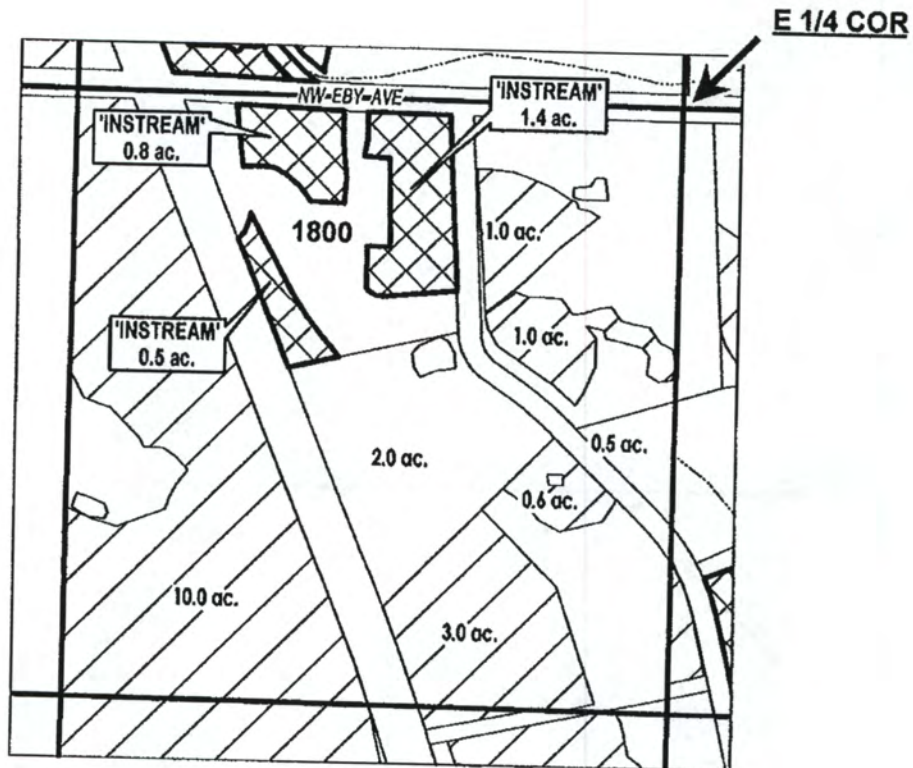 E 1/4 COR
NW-EBY-AVE
'INSTREAM'
1.4 ac.
'INSTREAM'
0.8 ac.
1800
1.0 ac.
'INSTREAM'
0.5 ac.
1.0 ac.
2.0 ac.
0.5 ac.
0.6 ac.
10.0 ac.
3.0 ac.